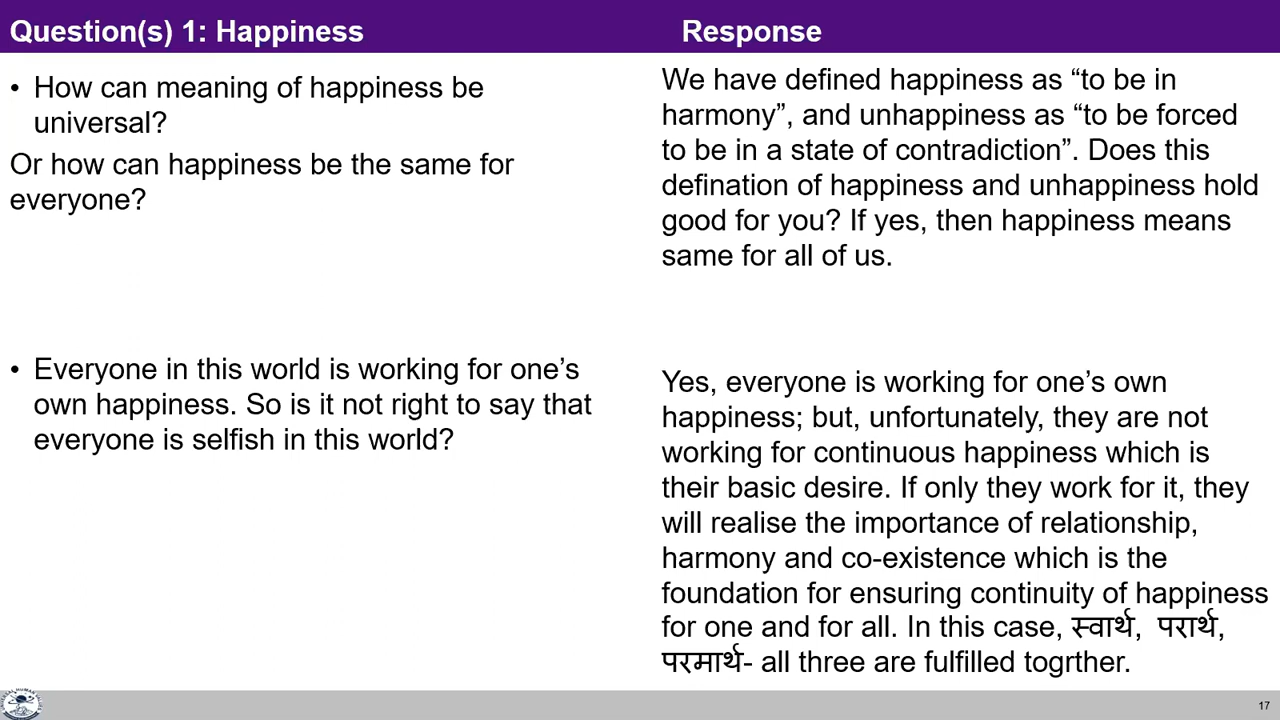 Question(s) 1: Happiness
Response
• How can meaning of happiness be
universal?
Or how can happiness be the same for
everyone?
We have defined happiness as “to be in
harmony”, and unhappiness as “to be forced
to be in a state of contradiction”. Does this
defination of happiness and unhappiness hold
good for you? If yes, then happiness means
same for all of us.
• Everyone in this world is working for one’s
own happiness. So is it not right to say that
everyone is selfish in this world?
Yes, everyone is working for one’s own
happiness; but, unfortunately, they are not
working for continuous happiness which is
their basic desire. If only they work for it, they
will realise the importance of relationship,
harmony and co-existence which is the
foundation for ensuring continuity of happiness
for one and for all. In this case, स्वार्थ, परार्थ,
परमार्थ- all three are fulfilled togrther.
17